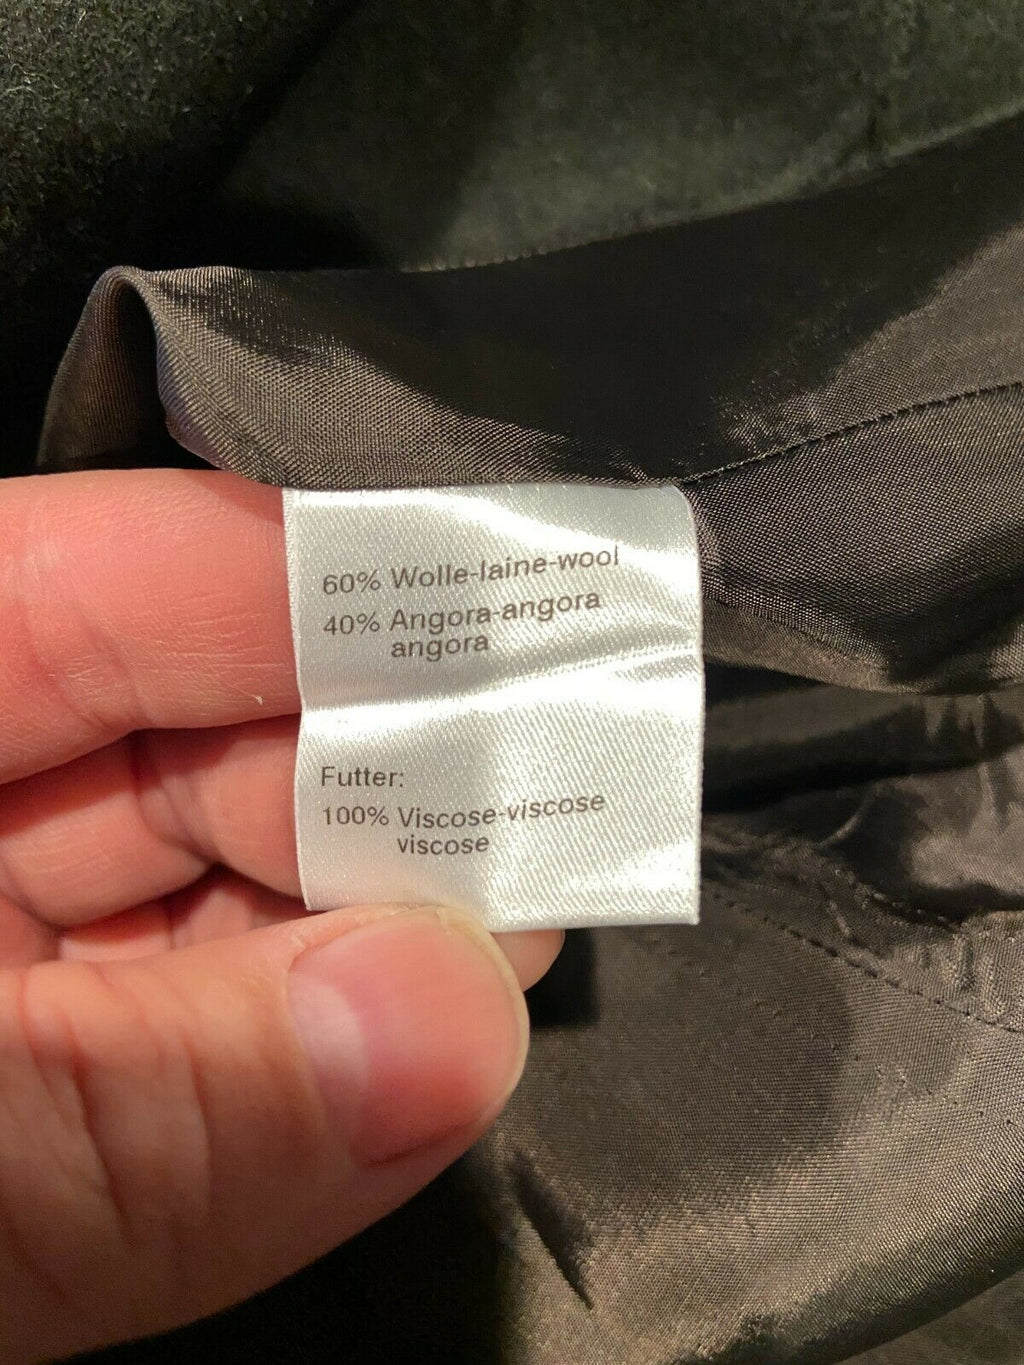 60% Wolle-laine-wool
40% Angora-angora
angora
Futter:
100% Viscose-viscose
viscose